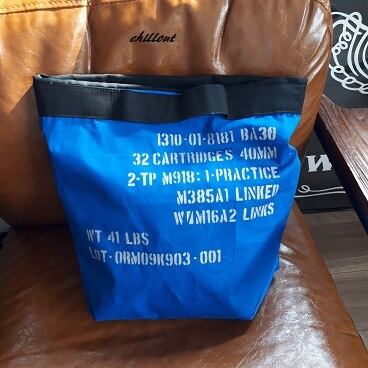 chillout
1310-01-8181 BA30
32 CARTRIDGES 40MM
2-TP M918: 1-PRACTICE
M385A1 LINKED
W/M16A2 LINKS
WT 41 LBS
LOT-ORM09K903-001